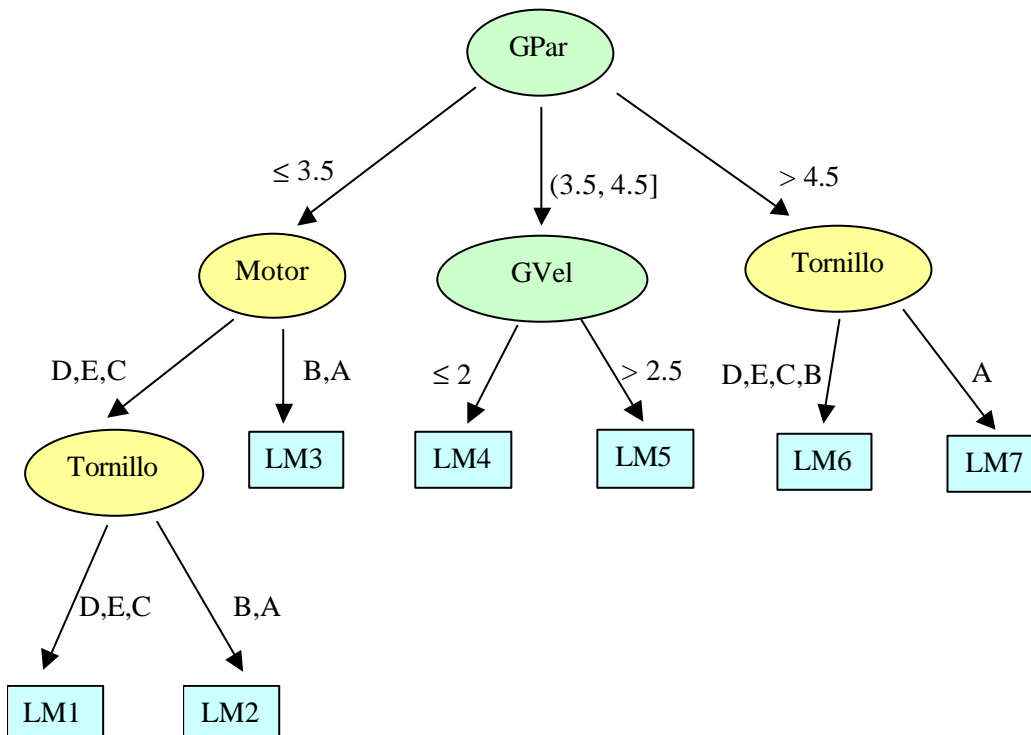 GPar
≤ 3.5
(3.5, 4.5]
> 4.5
Motor
GVel
Tornillo
D,E,C
B,A
≤ 2
> 2.5
D,E,C,B
A
Tornillo
LM3
LM4
LM5
LM6
LM7
D,E,C
B,A
LM1
LM2